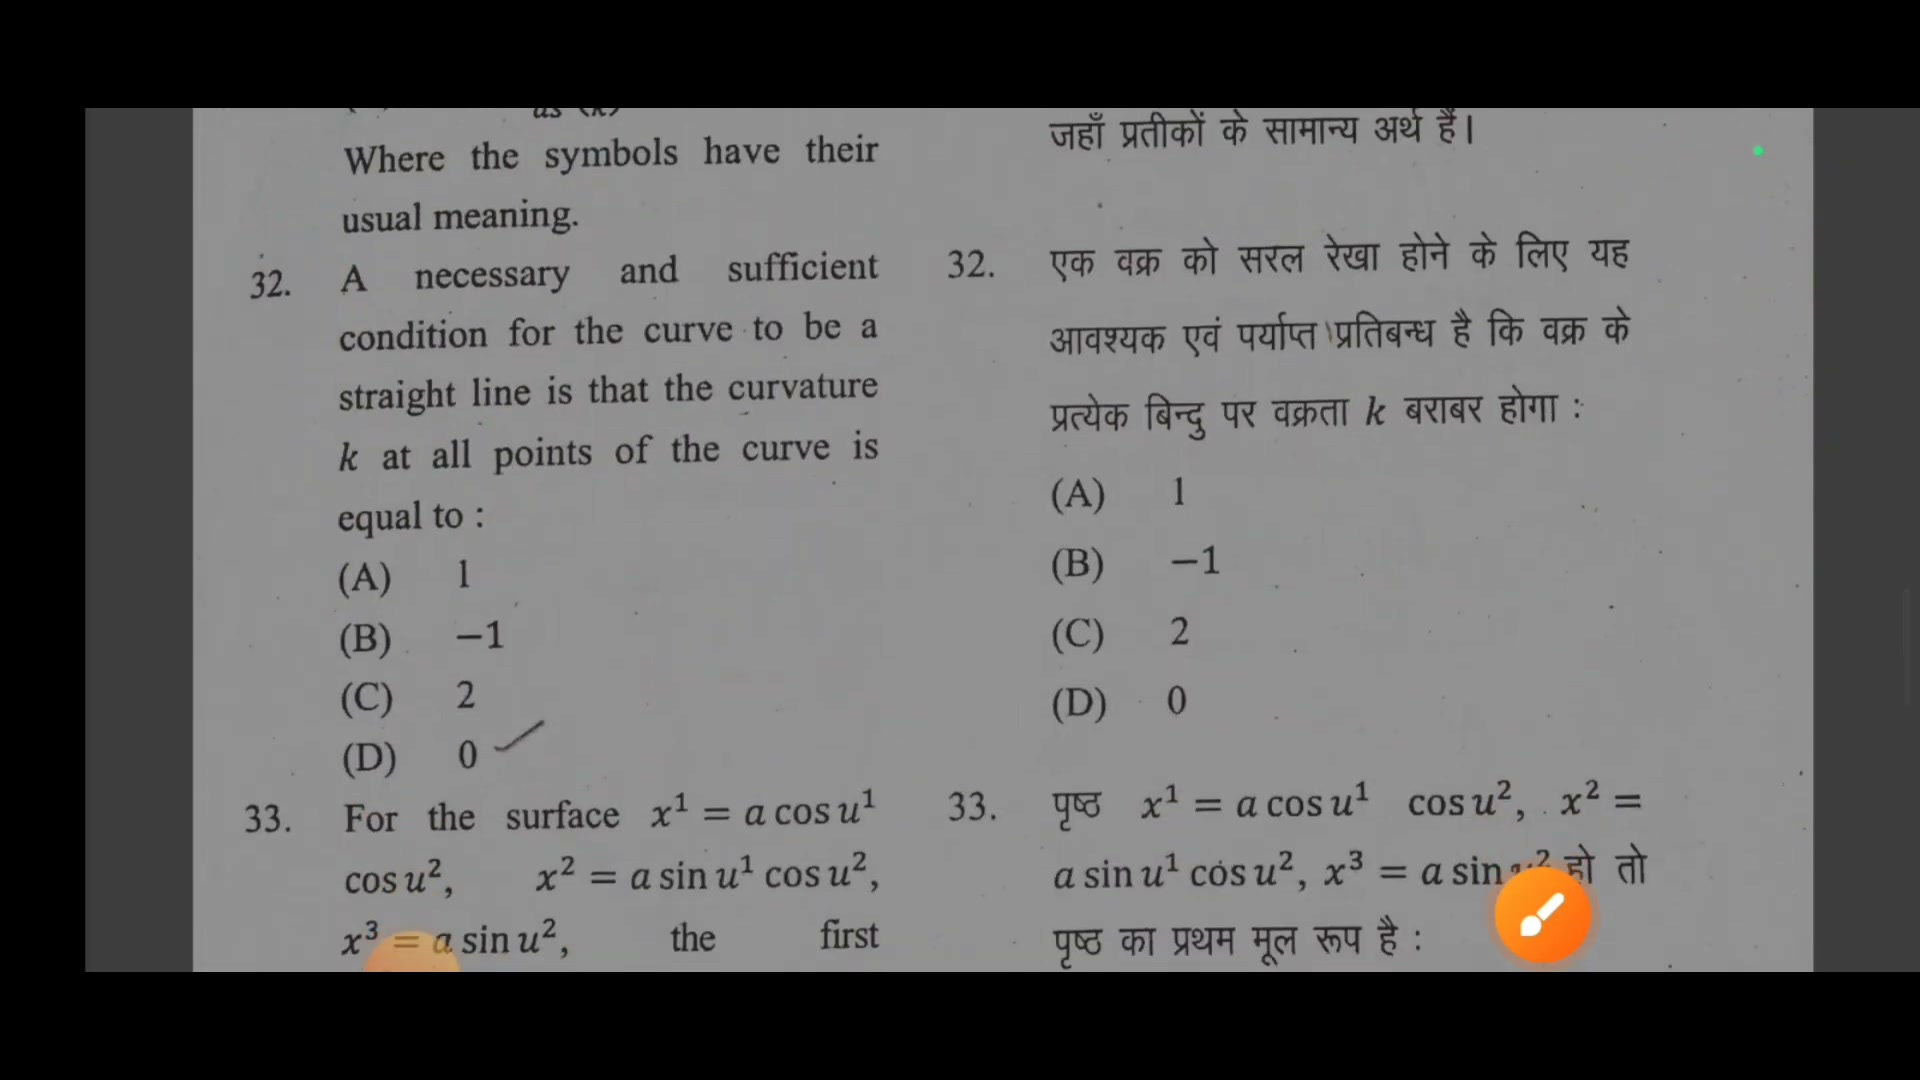 Where the symbols have their
usual meaning.
32. A necessary and sufficient
condition for the curve to be a
straight line is that the curvature
k at all points of the curve is
equal to :
(A) 1
(B) −1
(C) 2
(D) 0
33. For the surface x¹ = a cos u¹
cos u², x² = a sin u¹ cos u²,
x³ = a sin u², the first
जहाँ प्रतीकों के सामान्य अर्थ हैं।
32. एक वक्र को सरल रेखा होने के लिए यह
आवश्यक एवं पर्याप्त प्रतिबन्ध है कि वक्र के
प्रत्येक बिन्दु पर वक्रता k बराबर होगा :
(A) 1
(B) −1
(C) 2
(D) 0
33. पृष्ठ x¹ = a cos u¹ cos u², x² =
a sin u¹ cos u², x³ = a sin हो तो
पृष्ठ का प्रथम मूल रूप है :